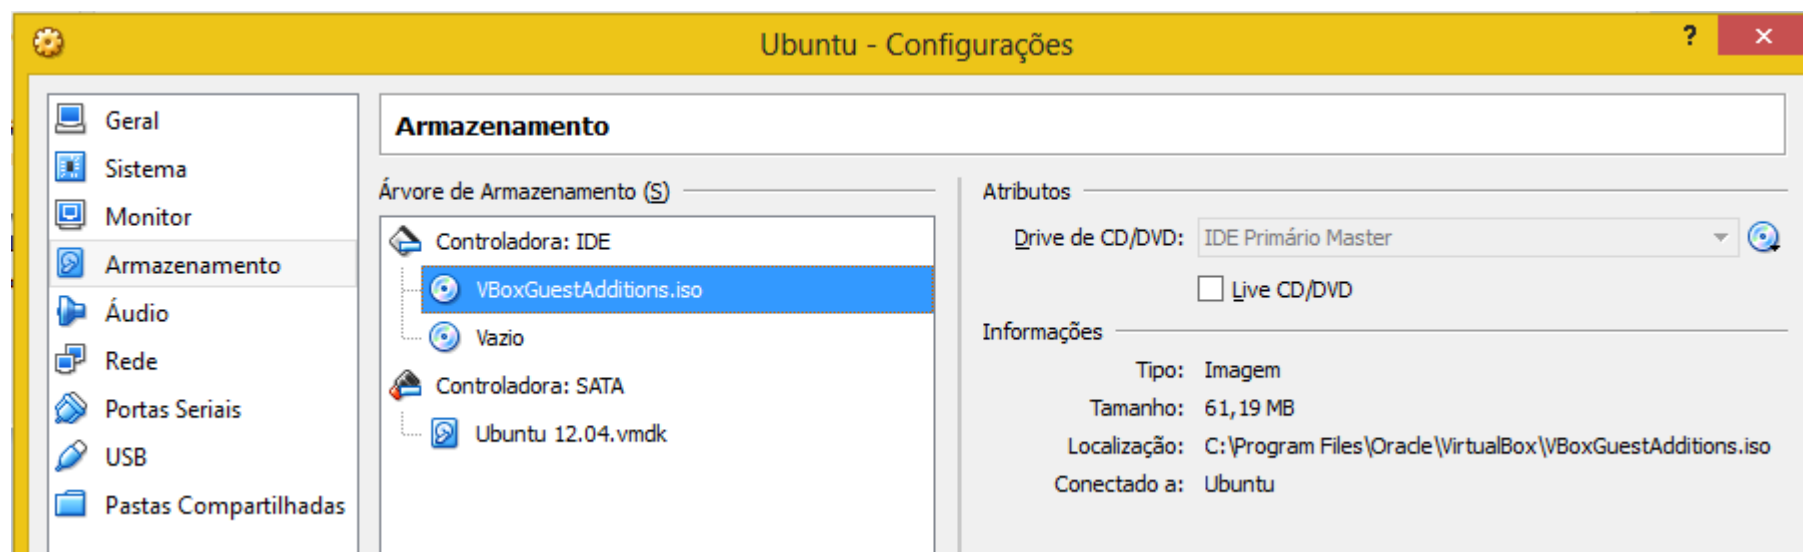 Ubuntu - Configurações
?
Geral
Sistema
Monitor
Armazenamento
Áudio
Rede
Portas Seriais
USB
Pastas Compartilhadas
Armazenamento
Árvore de Armazenamento (S)
Controladora: IDE
VBoxGuestAdditions.iso
Vazio
Controladora: SATA
Ubuntu 12.04.vmdk
Atributos
Drive de CD/DVD: IDE Primário Master
Live CD/DVD
Informações
Tipo: Imagem
Tamanho: 61,19 MB
Localização: C:\Program Files\Oracle\VirtualBox\VBoxGuestAdditions.iso
Conectado a: Ubuntu